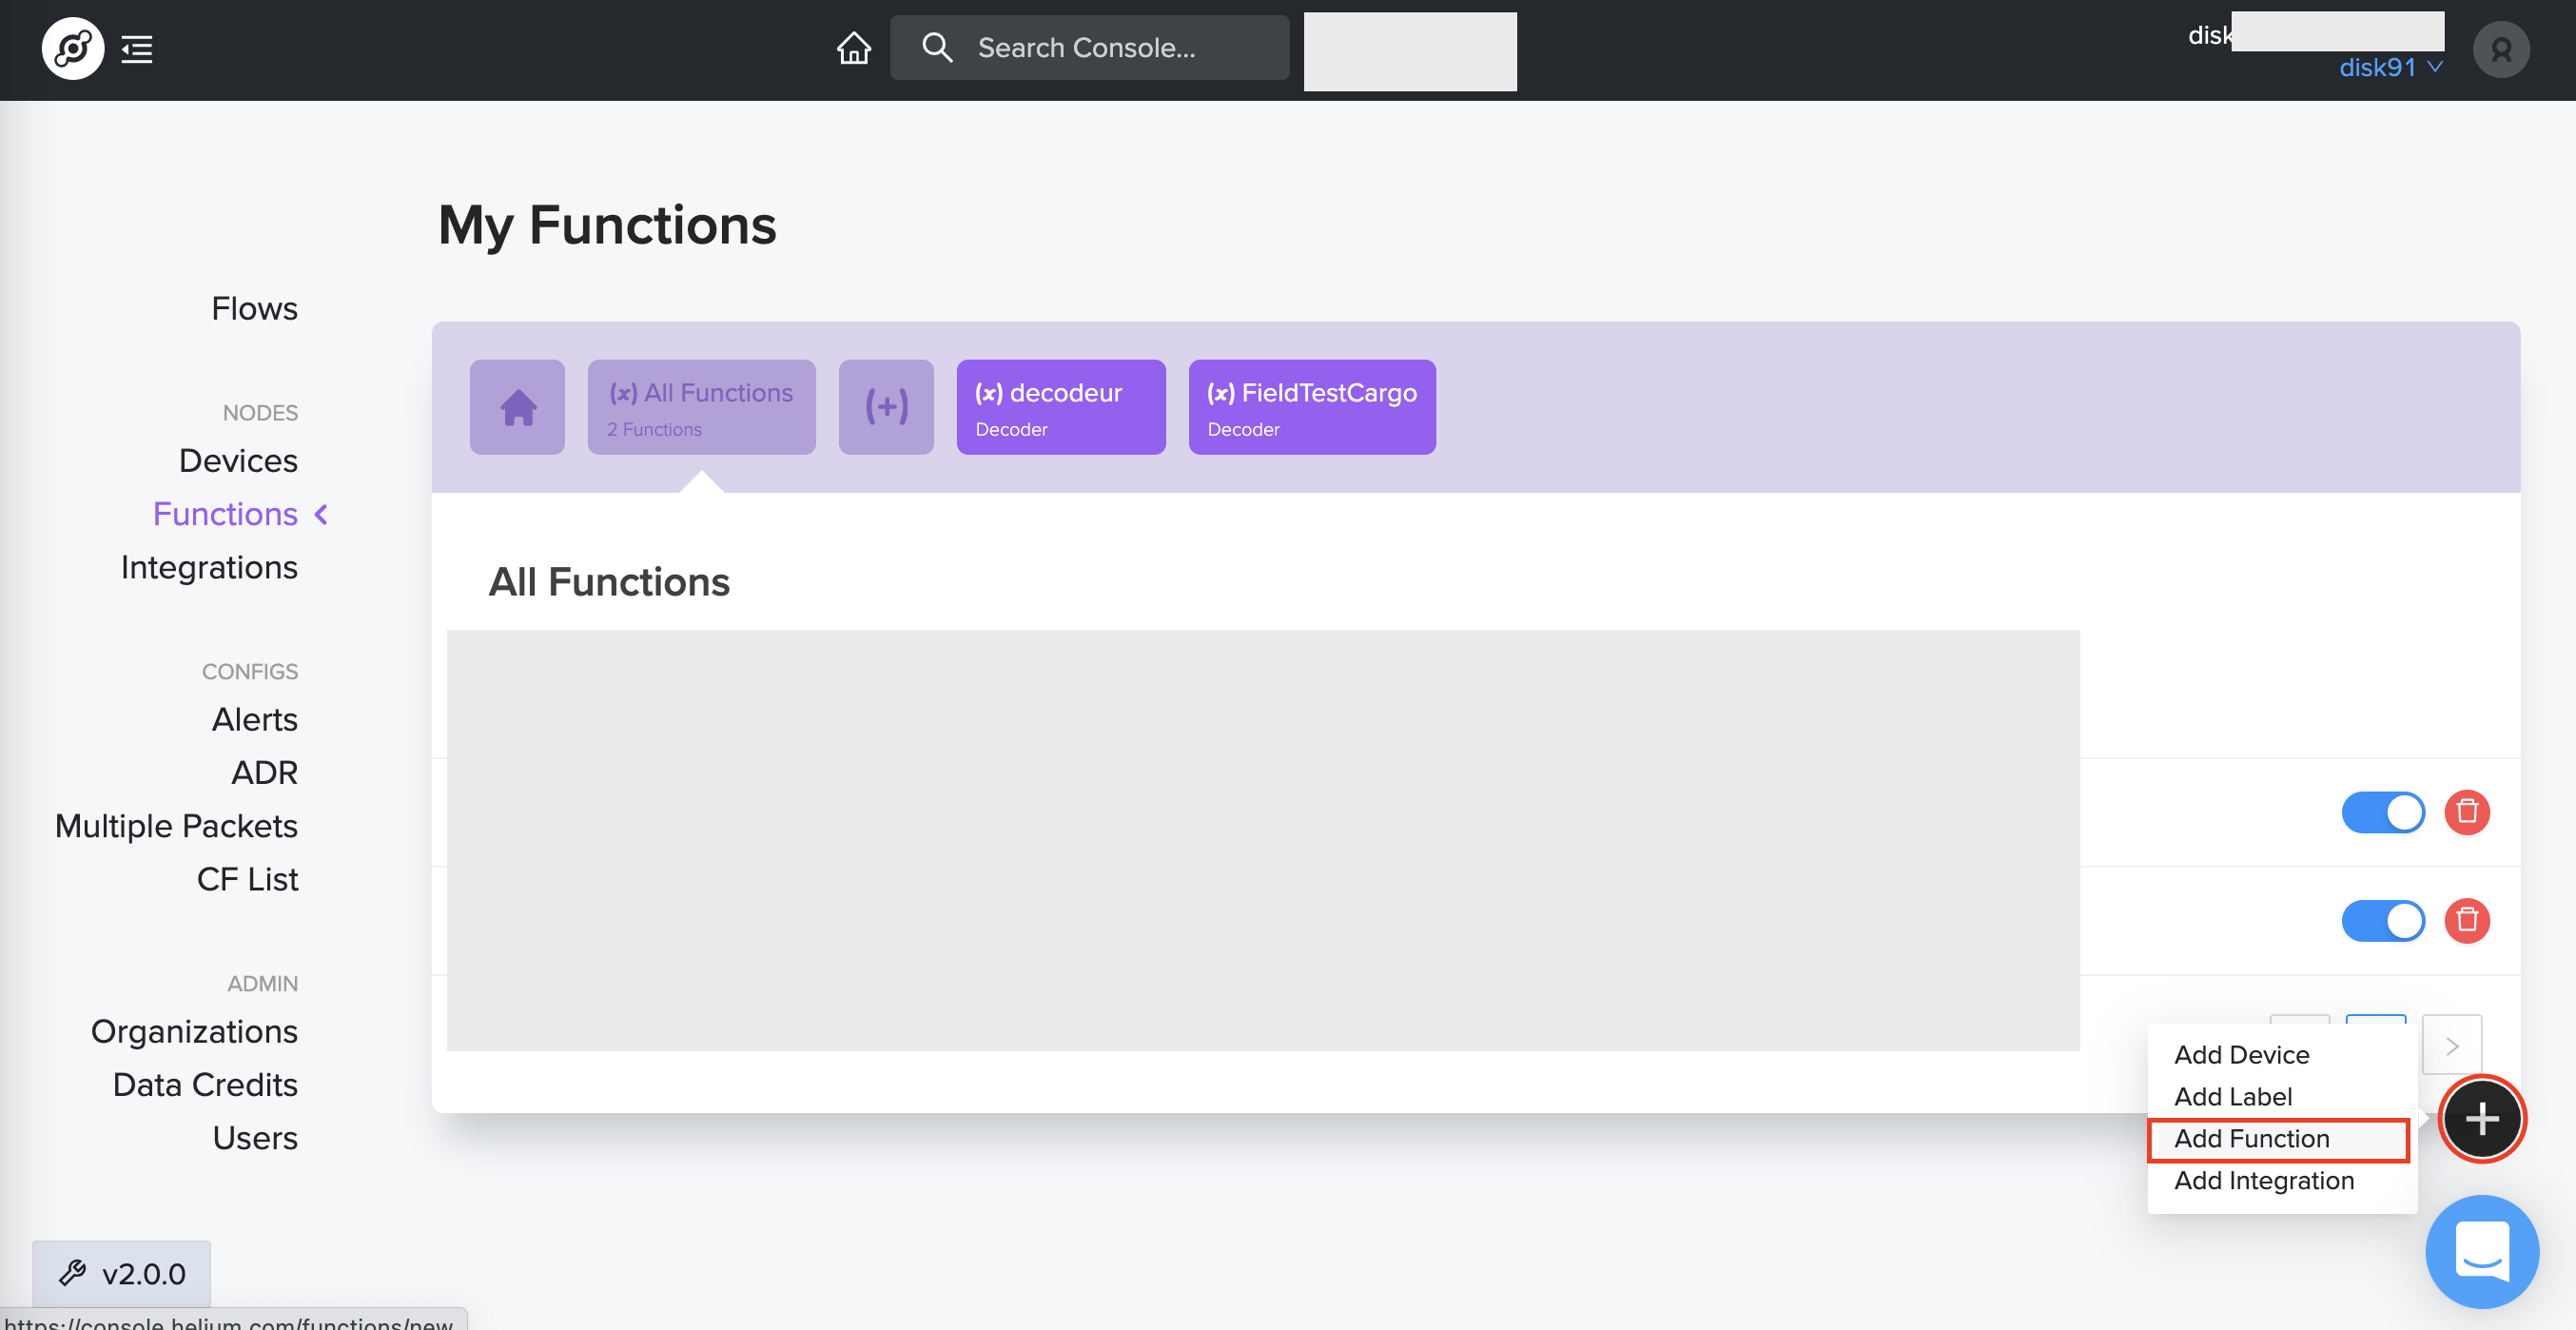 Search Console...
disk
disk91
My Functions
Flows
NODES
Devices
Functions
Integrations
CONFIGS
Alerts
ADR
Multiple Packets
CF List
ADMIN
Organizations
Data Credits
Users
v2.0.0
https://console.helium.com/functions/new
(x) All Functions
2 Functions
(+)
(x) decodeur
Decoder
(x) FieldTestCargo
Decoder
All Functions
Add Device
Add Label
Add Function
Add Integration